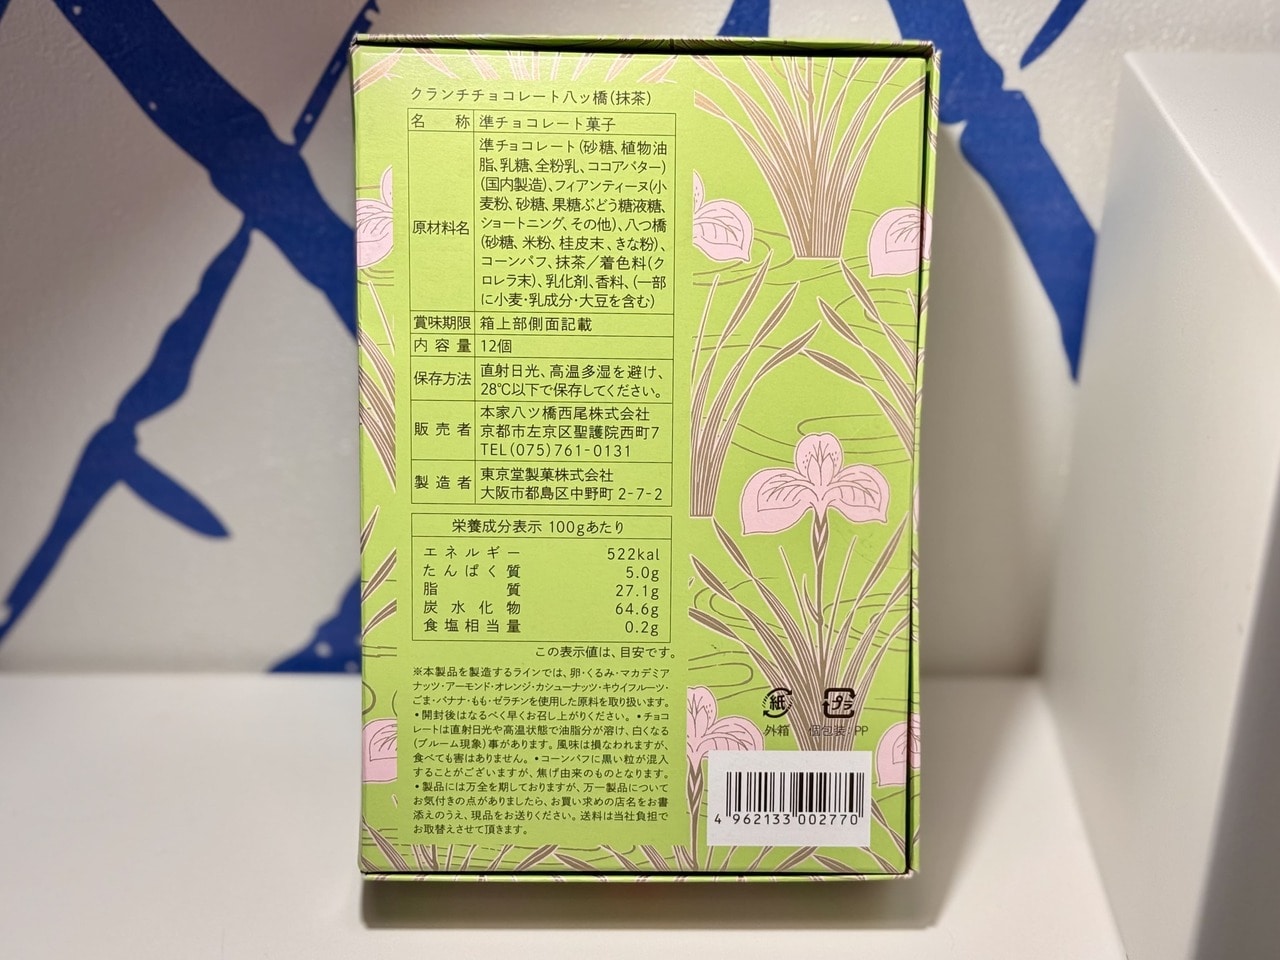 クランチチョコレート八ッ橋(抹茶)
名称 準チョコレート菓子
原材料名 準チョコレート(砂糖、植物油
脂、乳糖、全粉乳、ココアバター)
(国内製造)、フィアンティーヌ(小
麦粉、砂糖、果糖ぶどう糖液糖、
ショートニング、その他)、八つ橋
(砂糖、米粉、桂皮末、きな粉)、
コーンパフ、抹茶/着色料(ク
ロレラ末)、乳化剤、香料、(一部
に小麦・乳成分・大豆を含む)
賞味期限 箱上部側面記載
内容量 12個
保存方法 直射日光、高温多湿を避け、
28℃以下で保存してください。
販売者 本家八ッ橋西尾株式会社
京都市左京区聖護院西町7
TEL(075)761-0131
製造者 東京堂製菓株式会社
大阪市都島区中野町2-7-2
栄養成分表示 100gあたり
エネルギー 522kal
たんぱく質 5.0g
脂質 27.1g
炭水化物 64.6g
食塩相当量 0.2g
この表示値は、目安です。
※本製品を製造するラインでは、卵・くるみ・マカデミア
ナッツ・アーモンド・オレンジ・カシューナッツ・キウイフルーツ・
ごま・バナナ・もも・ゼラチンを使用した原料を取り扱います。
•開封後はなるべく早くお召し上がりください。•チョコ
レートは直射日光や高温状態で油脂分が溶け、白くなる
(ブルーム現象)事があります。風味は損なわれますが、
食べても害はありません。•コーンパフに黒い粒が混入
することがございますが、焦げ由来のものとなります。
•製品には万全を期しておりますが、万一製品について
お気付きの点がありましたら、お買い求めの店名をお書
添えのうえ、現品をお送りください。送料は当社負担で
お取替えさせて頂きます。
紙 プラ
外箱 個包装:PP
4 962133 002770